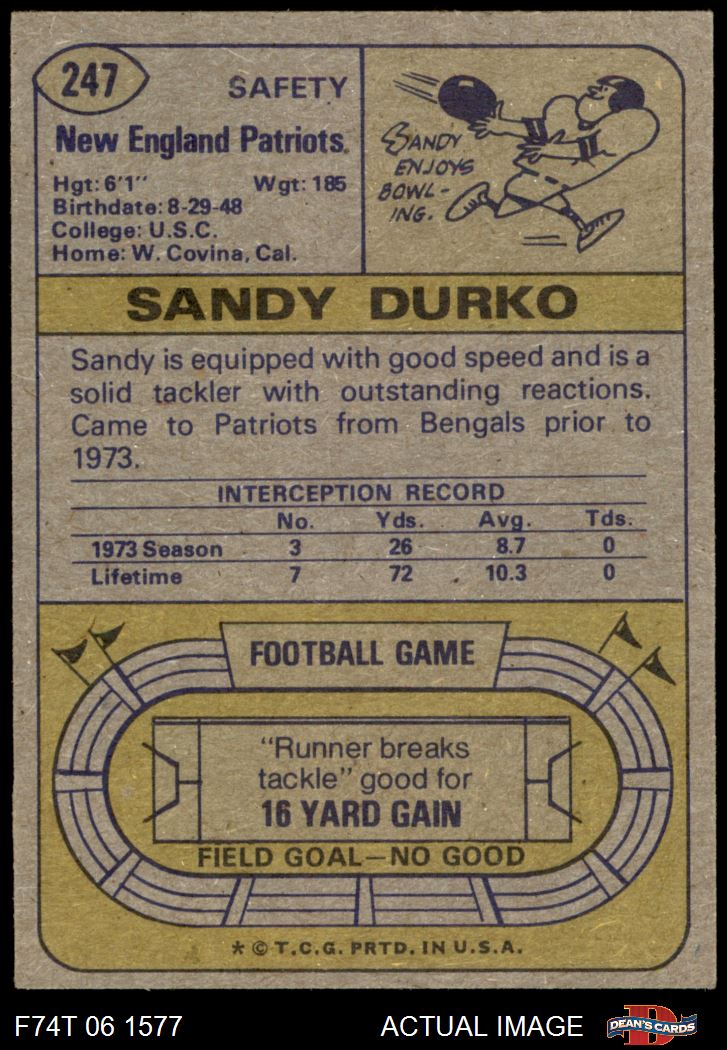 247
SAFETY
New England Patriots.
Hgt: 6'1" Wgt: 185
Birthdate: 8-29-48
College: U.S.C.
Home: W. Covina, Cal.
SANDY
ENJOYS
BOWL-
ING.
SANDY DURKO
Sandy is equipped with good speed and is a
solid tackler with outstanding reactions.
Came to Patriots from Bengals prior to
1973.
INTERCEPTION RECORD
No. Yds. Avg. Tds.
1973 Season 3 26 8.7 0
Lifetime 7 72 10.3 0
FOOTBALL GAME
"Runner breaks
tackle" good for
16 YARD GAIN
FIELD GOAL—NO GOOD
* © T.C.G. PRTD. IN U.S.A.
F74T 06 1577 ACTUAL IMAGE DEAN'S CARDS